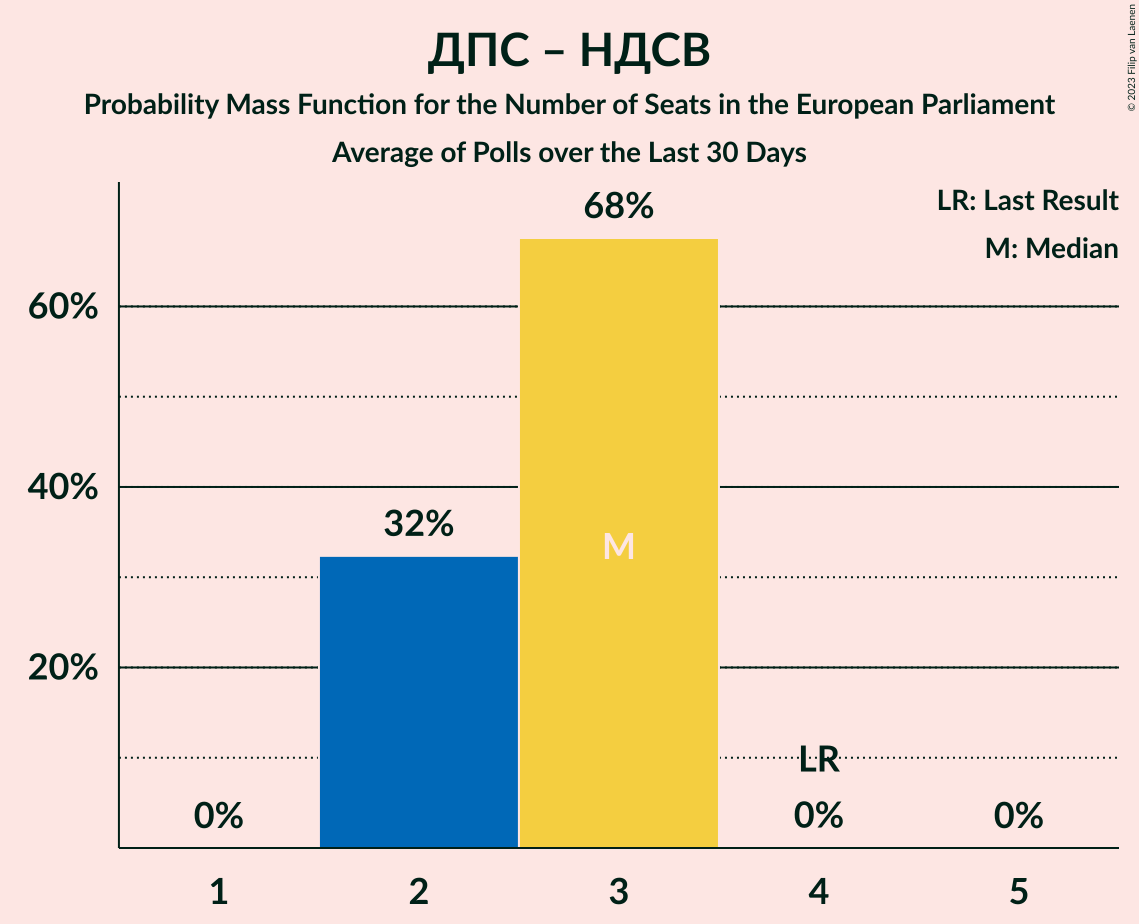 ДПС – НДСВ
Probability Mass Function for the Number of Seats in the European Parliament
Average of Polls over the Last 30 Days
© 2023 Filip van Laenen
LR: Last Result
M: Median
68%
60%
40%
32%
M
20%
LR
0%
0%
0%
1
2
3
4
5